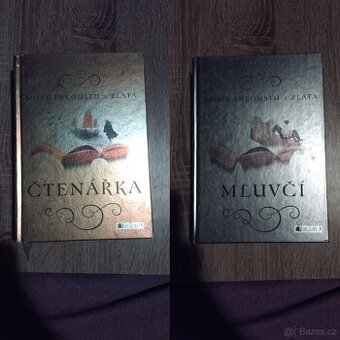 MOŘE INKOUSTU A ZLATA
ČTENÁŘKA
MOŘE INKOUSTU A ZLATA
MLUVČÍ
© Bazos.cz